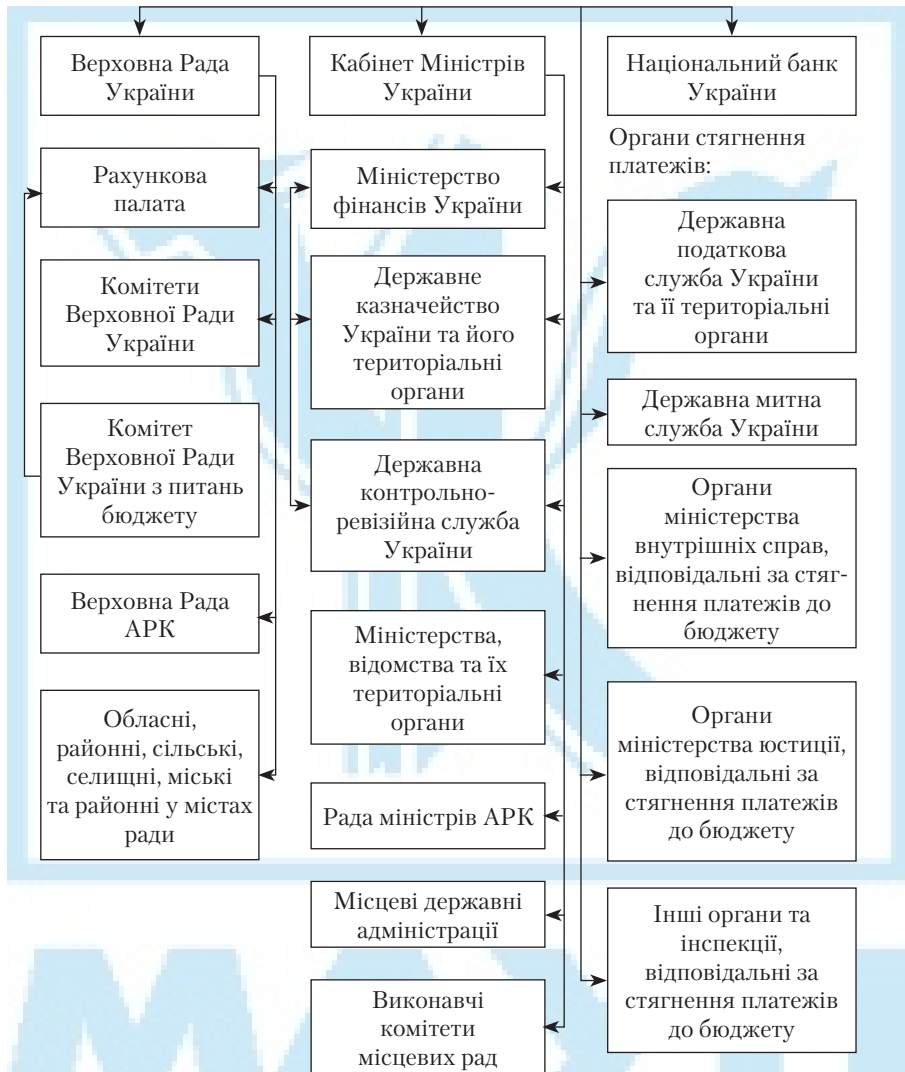 Верховна Рада
України
Рахункова
палата
Комітети
Верховної Ради
України
Комітет
Верховної Ради
України з питань
бюджету
Верховна Рада
АРК
Обласні,
районні, сільські,
селищні, міські
та районні у містах
ради
Кабінет Міністрів
України
Міністерство
фінансів України
Державне
казначейство
України та його
територіальні
органи
Державна
контрольно-
ревізійна служба
України
Міністерства,
відомства та їх
територіальні
органи
Рада міністрів АРК
Місцеві державні
адміністрації
Виконавчі
комітети
місцевих рад
Національний банк
України
Органи стягнення
платежів:
Державна
податкова
служба України
та її територіальні
органи
Державна митна
служба України
Органи
міністерства
внутрішніх справ,
відповідальні за стяг-
нення платежів до
бюджету
Органи
міністерства юстиції,
відповідальні за
стягнення платежів
до бюджету
Інші органи та
інспекції,
відповідальні за
стягнення платежів
до бюджету